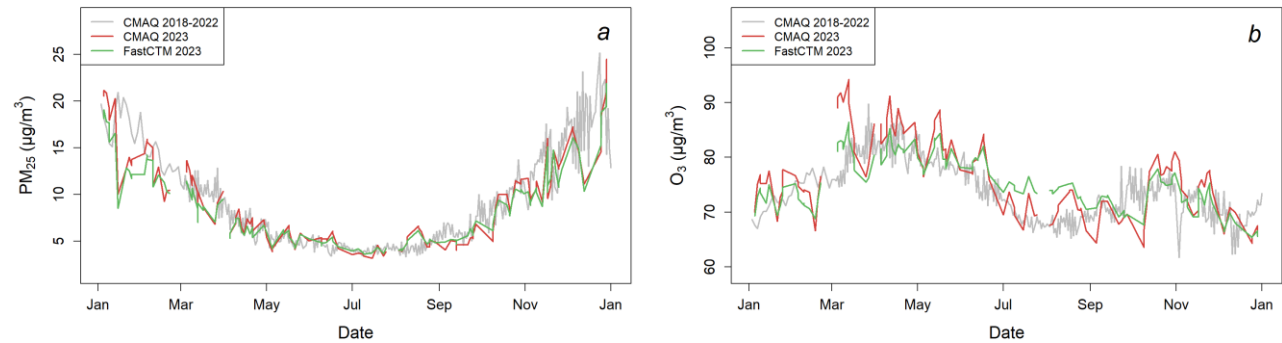 CMAQ 2018-2022
CMAQ 2023
FastCTM 2023
a
PM25 (μg/m³)
25
20
15
10
5
Jan Mar May Jul Sep Nov Jan
Date
CMAQ 2018-2022
CMAQ 2023
FastCTM 2023
b
O3 (μg/m³)
100
90
80
70
60
Jan Mar May Jul Sep Nov Jan
Date